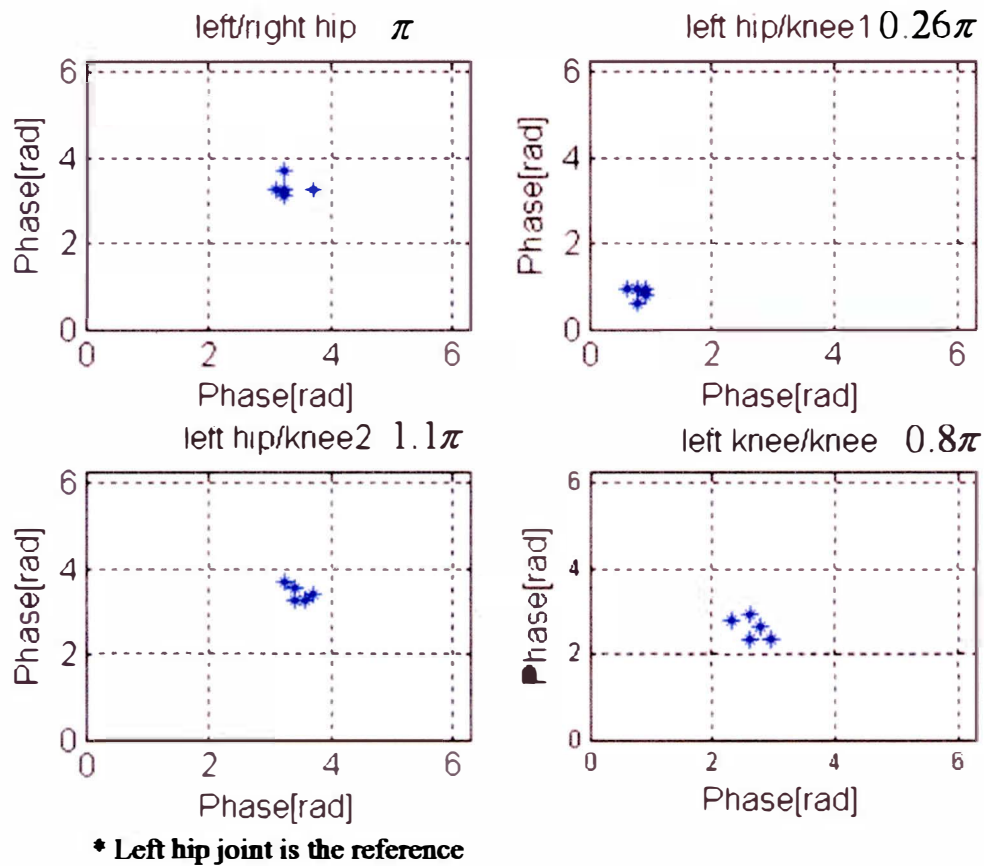 left/right hip π
6
4
2
0
Phase[rad]
0 2 4 6
Phase[rad]
left hip/knee1 0.26π
6
4
2
0
Phase[rad]
0 2 4 6
Phase[rad]
left hip/knee2 1.1π
6
4
2
0
Phase[rad]
0 2 4 6
Phase[rad]
left knee/knee 0.8π
6
4
2
0
Phase[rad]
0 2 4 6
Phase[rad]
* Left hip joint is the reference